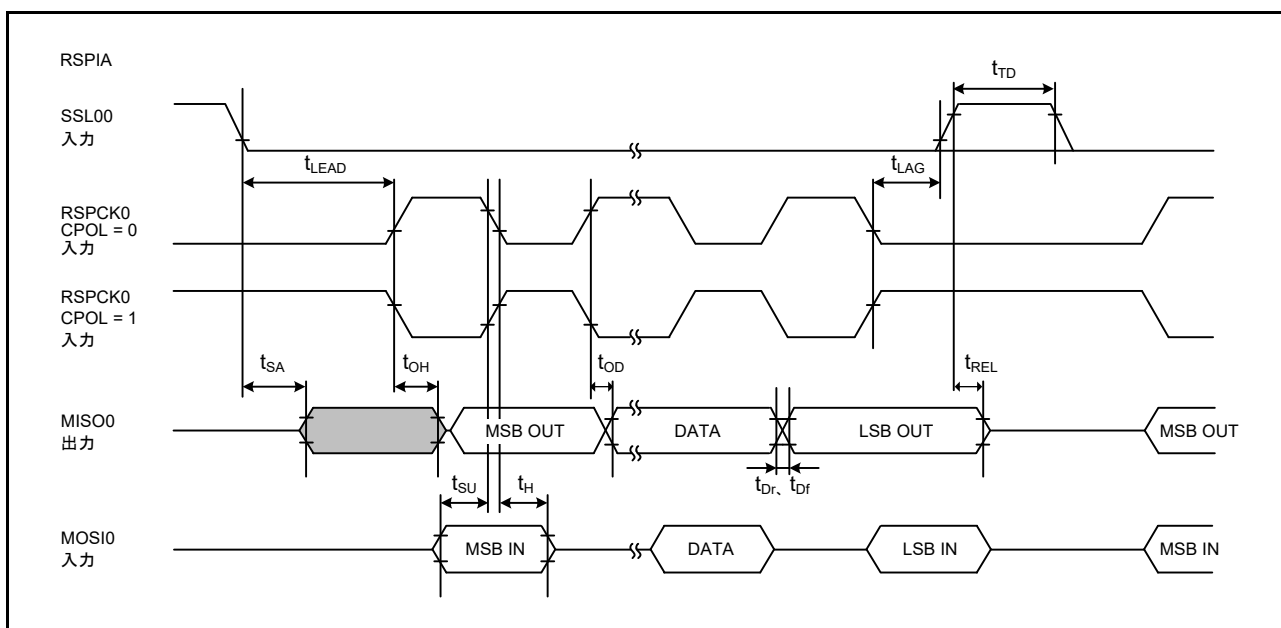 RSPIA
SSL00
入力
tTD
tLEAD
tLAG
RSPCK0
CPOL = 0
入力
RSPCK0
CPOL = 1
入力
tSA
tOH
tOD
tREL
MISO0
出力
MSB OUT
DATA
LSB OUT
MSB OUT
tSU
tH
tDr、tDf
MOSI0
入力
MSB IN
DATA
LSB IN
MSB IN